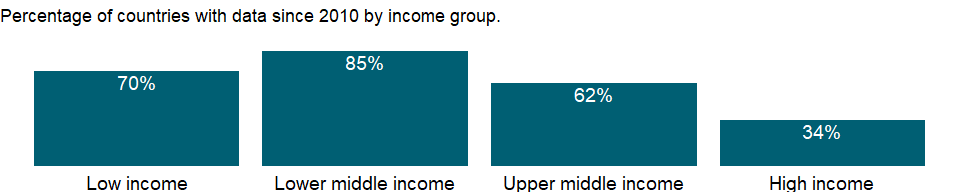 Percentage of countries with data since 2010 by income group.
70%
85%
62%
34%
Low income
Lower middle income
Upper middle income
High income